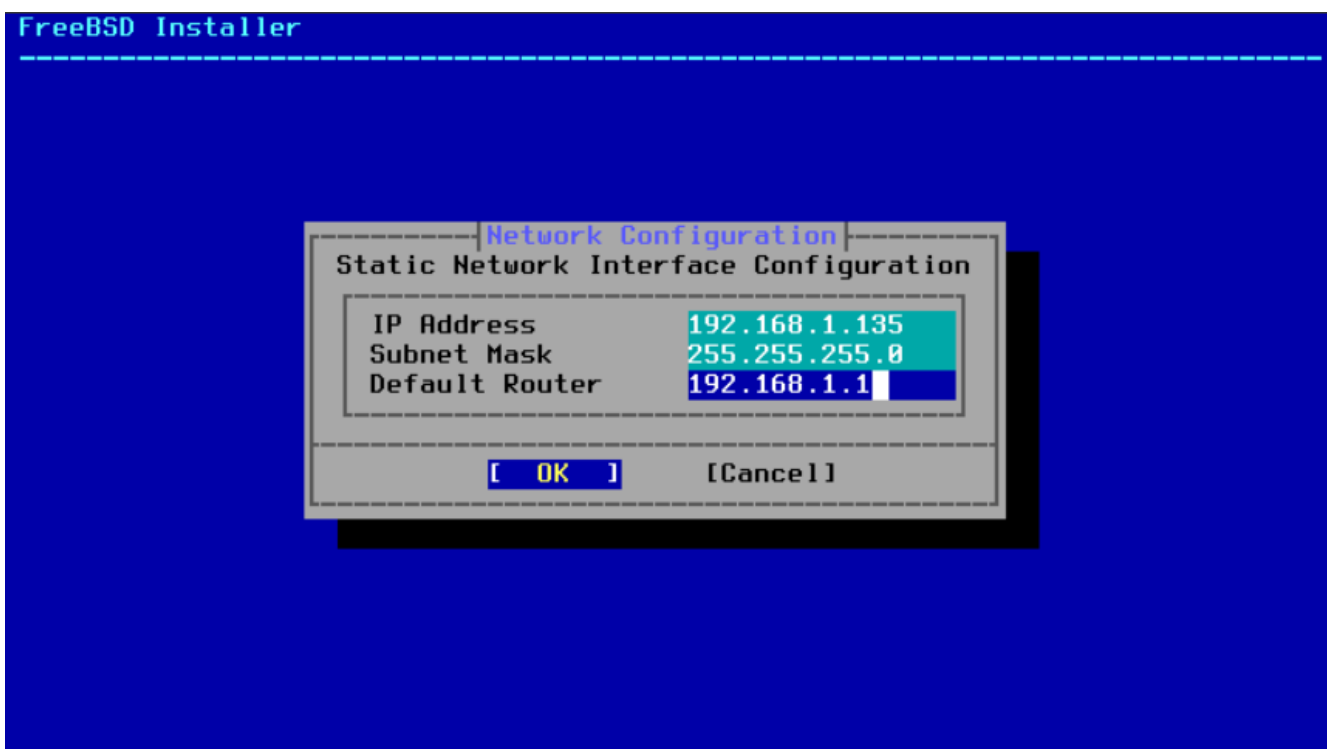 FreeBSD Installer
Network Configuration
Static Network Interface Configuration
IP Address 192.168.1.135
Subnet Mask 255.255.255.0
Default Router 192.168.1.1
[ OK ] [Cancel]